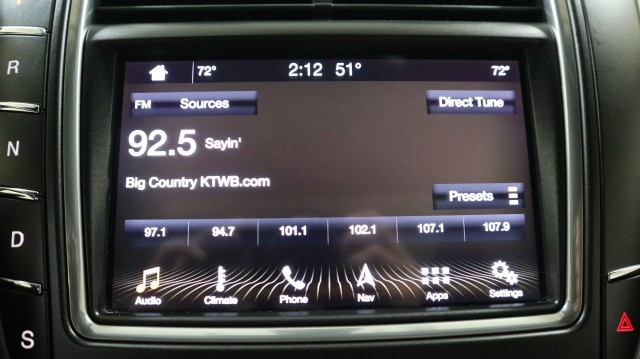 72° 2:12 51° 72°
R
FM Sources Direct Tune
N
92.5 Sayin'
Big Country KTWB.com
Presets
D
97.1 94.7 101.1 102.1 107.1 107.9
Audio Climate Phone Nav Apps Settings
S